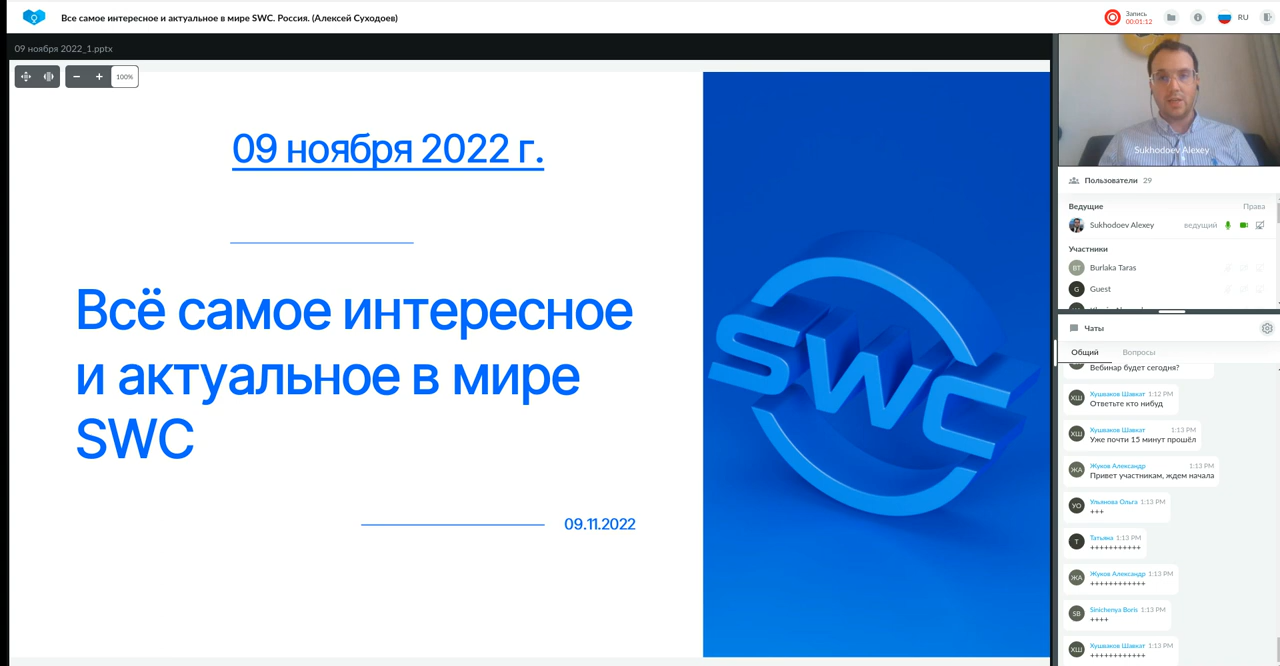 Все самое интересное и актуальное в мире SWC. Россия. (Алексей Суходоев)
Запись
00:01:12
RU
09 ноября 2022_1.pptx
100%
09 ноября 2022 г.
Всё самое интересное
и актуальное в мире
SWC
09.11.2022
SWC
Sukhodoev Alexey
Пользователи 29
Ведущие Права
Sukhodoev Alexey ведущий
Участники
BT Burlaka Taras
G Guest
Чаты
Общий Вопросы
Вебинар будет сегодня?
ХШ Хушваков Шавкат 1:12 PM
Ответьте кто нибуд
ХШ Хушваков Шавкат 1:13 PM
Уже почти 15 минут прошёл
ЖА Жуков Александр 1:13 PM
Привет участникам, ждем начала
УО Ульянова Ольга 1:13 PM
+++
Т Татьяна 1:13 PM
+++++++++++
ЖА Жуков Александр 1:13 PM
++++++++++++
SB Sinichenya Boris 1:13 PM
++++
ХШ Хушваков Шавкат 1:13 PM
++++++++++++